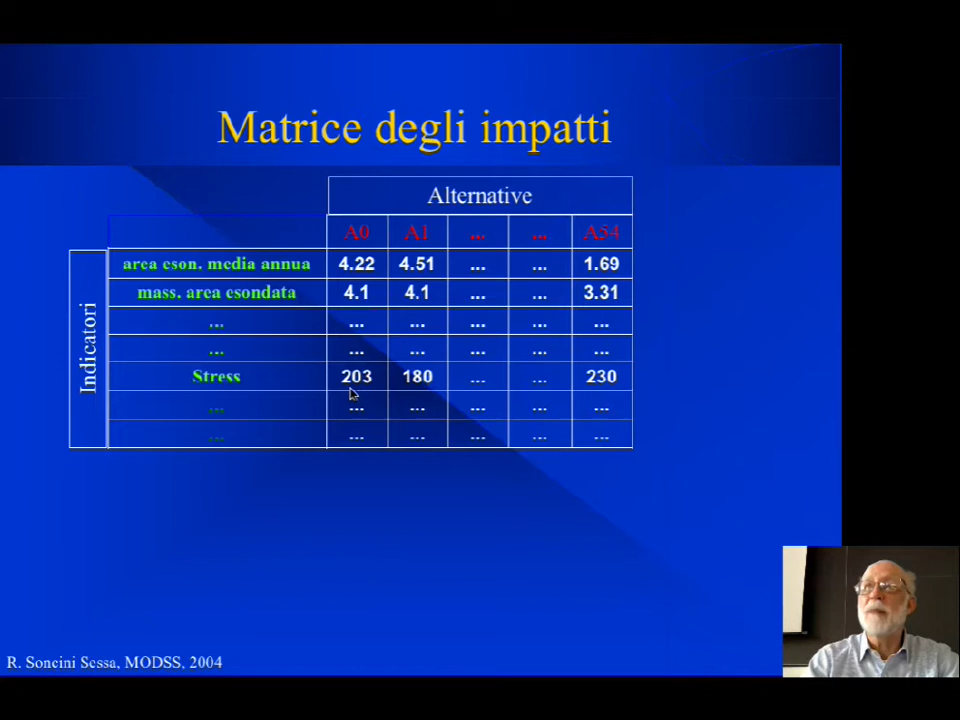 Matrice degli impatti
Alternative
A0 A1 ... ... A54
Indicatori
area eson. media annua 4.22 4.51 ... ... 1.69
mass. area esondata 4.1 4.1 ... ... 3.31
... ... ... ... ... ...
... ... ... ... ... ...
Stress 203 180 ... ... 230
... ... ... ... ... ...
... ... ... ... ... ...
R. Soncini Sessa, MODSS, 2004